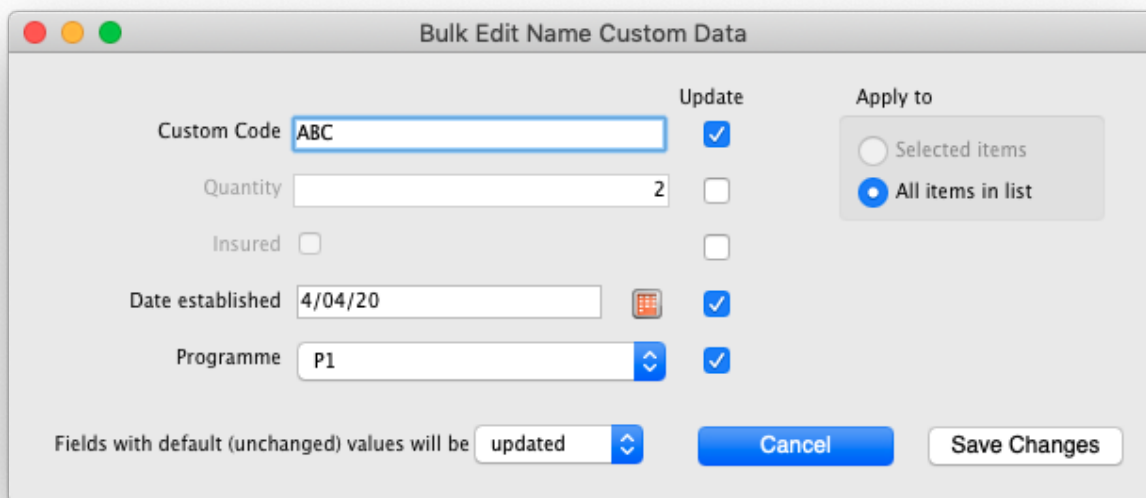 Bulk Edit Name Custom Data
Update Apply to
Custom Code ABC
Selected items
Quantity 2
All items in list
Insured
Date established 4/04/20
Programme P1
Fields with default (unchanged) values will be updated Cancel Save Changes